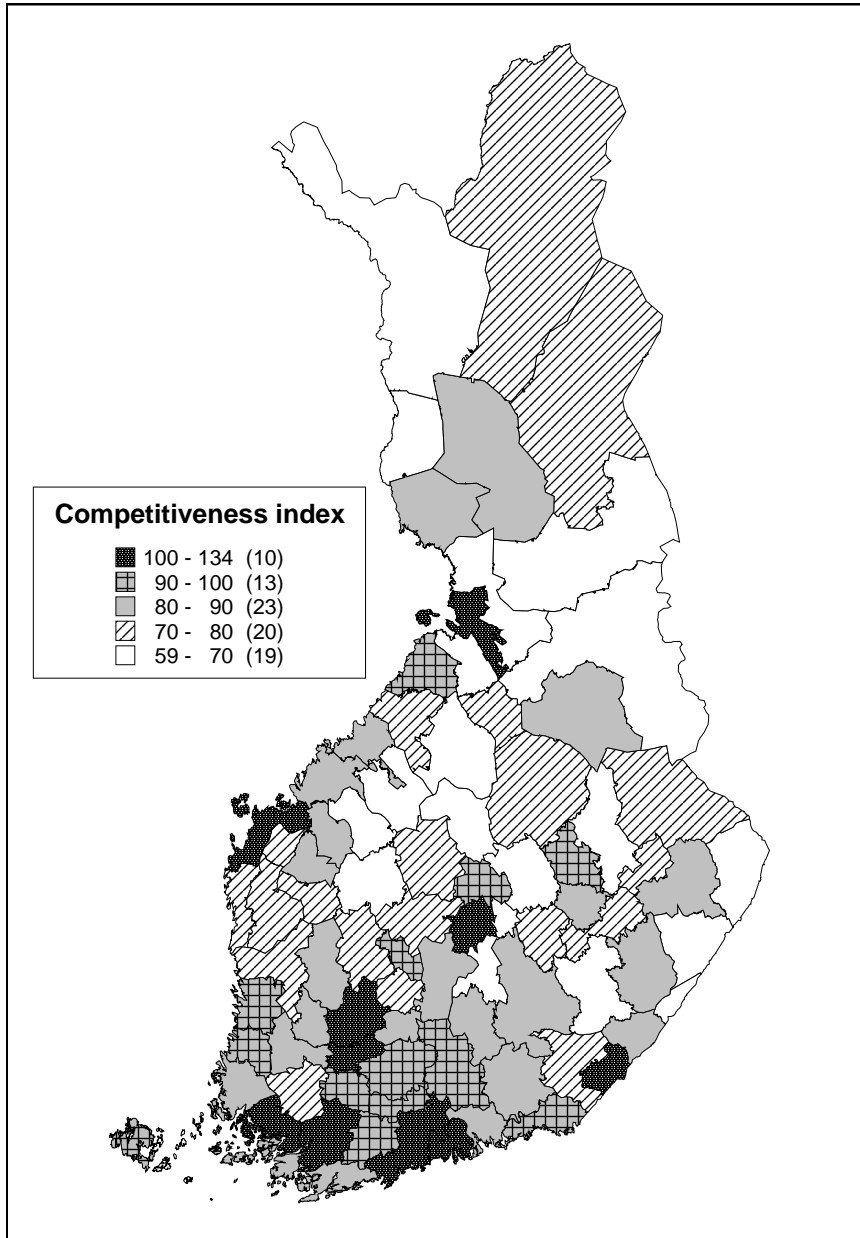 Competitiveness index
100 - 134 (10)
90 - 100 (13)
80 - 90 (23)
70 - 80 (20)
59 - 70 (19)